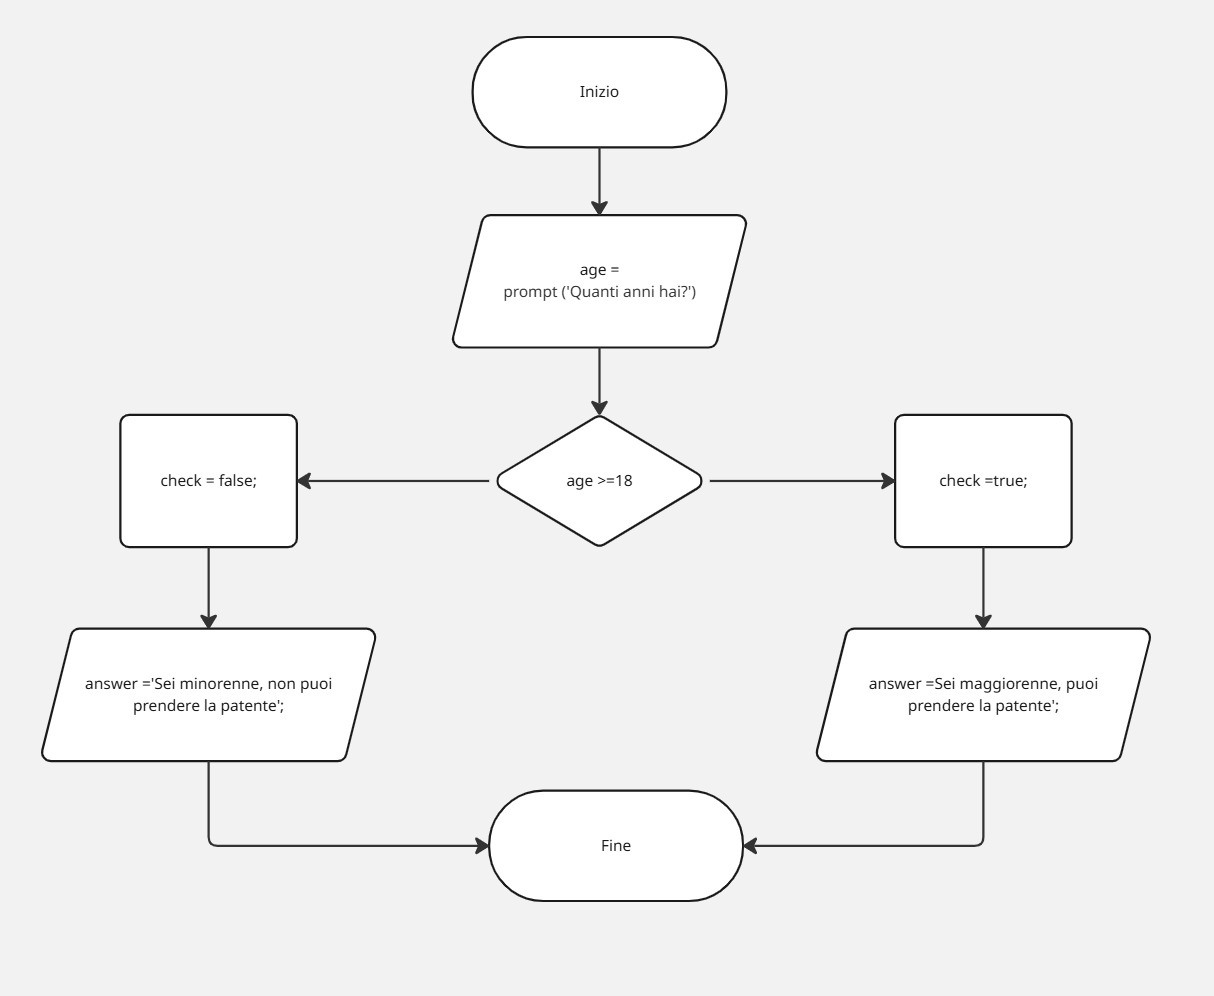 Inizio
age =
prompt ('Quanti anni hai?')
check = false;
age >=18
check =true;
answer ='Sei minorenne, non puoi
prendere la patente';
answer =Sei maggiorenne, puoi
prendere la patente';
Fine